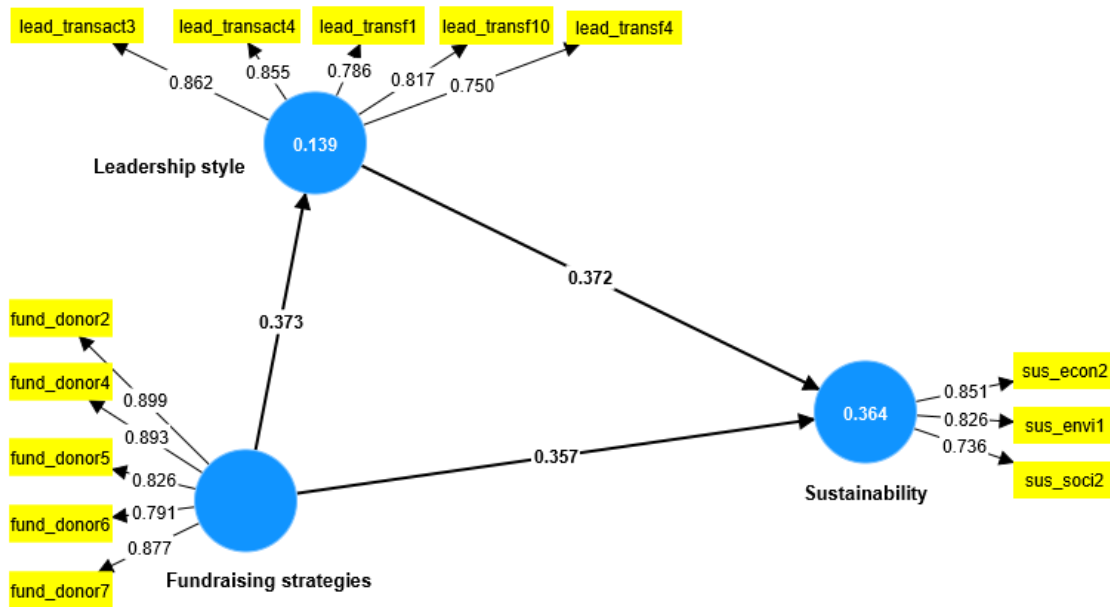 lead_transact3
lead_transact4
lead_transf1
lead_transf10
lead_transf4
0.862
0.855
0.786
0.817
0.750
0.139
Leadership style
0.372
0.373
fund_donor2
fund_donor4
fund_donor5
fund_donor6
fund_donor7
0.899
0.893
0.826
0.791
0.877
Fundraising strategies
0.357
0.364
Sustainability
0.851
0.826
0.736
sus_econ2
sus_envi1
sus_soci2